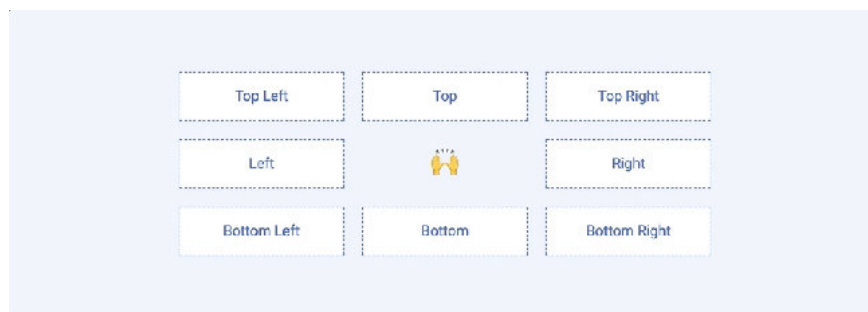 Top Left
Top
Top Right
Left
🙌
Right
Bottom Left
Bottom
Bottom Right